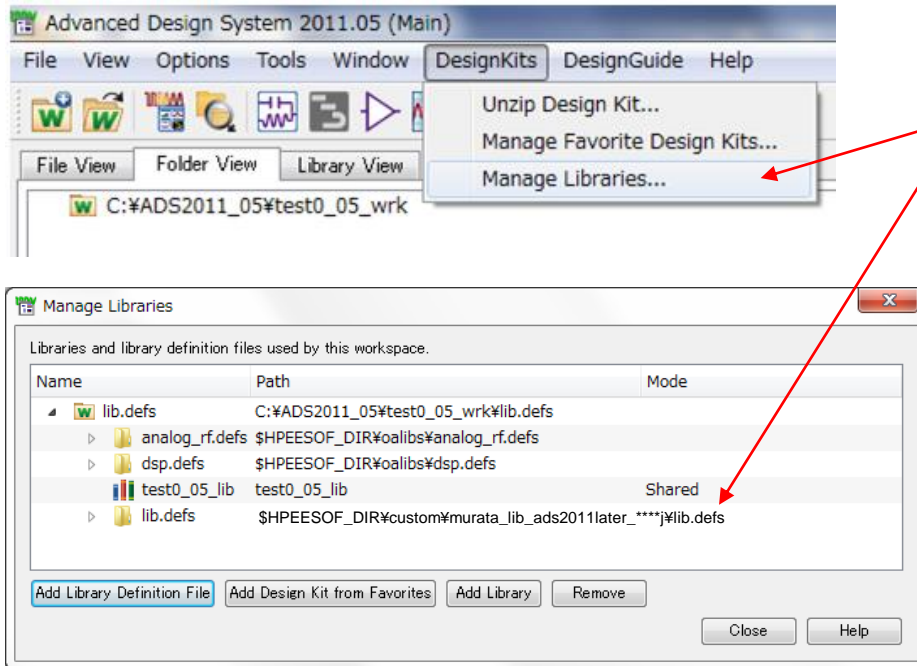 Advanced Design System 2011.05 (Main)
File View Options Tools Window DesignKits DesignGuide Help
Unzip Design Kit...
Manage Favorite Design Kits...
Manage Libraries...
File View Folder View Library View
W C:¥ADS2011_05¥test0_05_wrk
Manage Libraries
Libraries and library definition files used by this workspace.
Name Path Mode
W lib.defs C:¥ADS2011_05¥test0_05_wrk¥lib.defs
analog_rf.defs $HPEESOF_DIR¥oalibs¥analog_rf.defs
dsp.defs $HPEESOF_DIR¥oalibs¥dsp.defs
test0_05_lib test0_05_lib Shared
lib.defs $HPEESOF_DIR¥custom¥murata_lib_ads2011later_****j¥lib.defs
Add Library Definition File Add Design Kit from Favorites Add Library Remove
Close Help